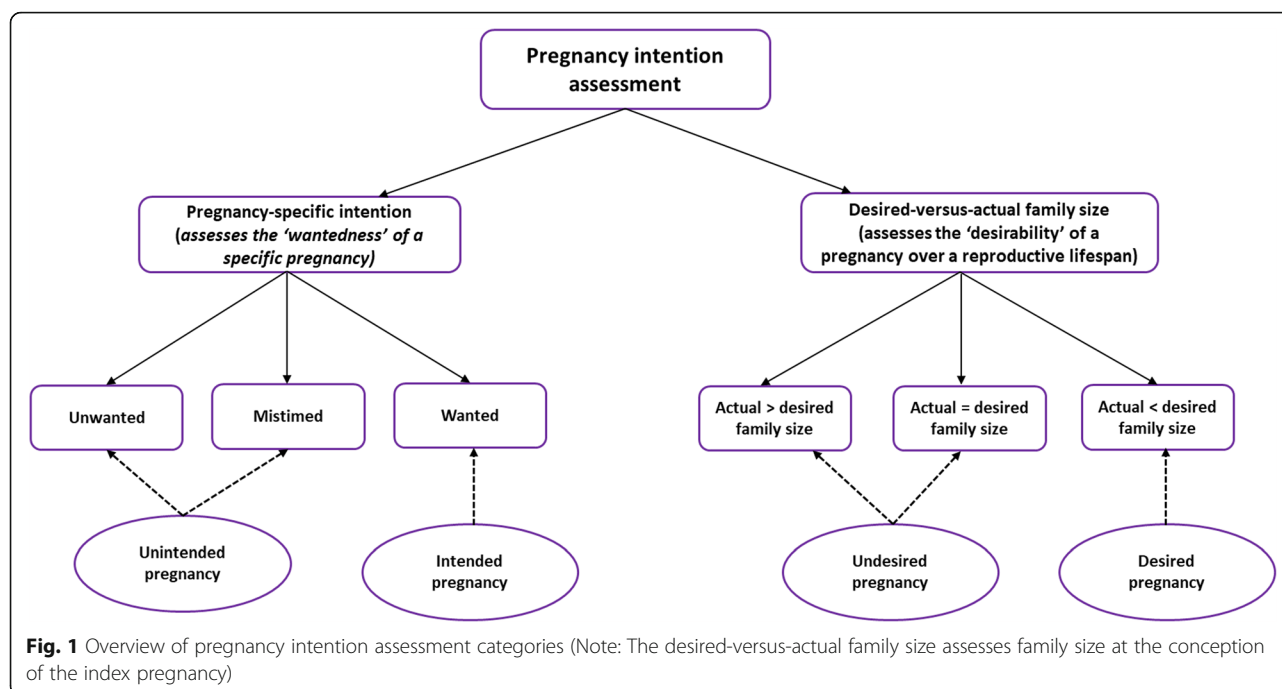 Pregnancy intention
assessment
Pregnancy-specific intention
(assesses the ‘wantedness’ of a
specific pregnancy)
Desired-versus-actual family size
(assesses the ‘desirability’ of a
pregnancy over a reproductive lifespan)
Unwanted
Mistimed
Wanted
Actual > desired
family size
Actual = desired
family size
Actual < desired
family size
Unintended
pregnancy
Intended
pregnancy
Undesired
pregnancy
Desired
pregnancy
Fig. 1 Overview of pregnancy intention assessment categories (Note: The desired-versus-actual family size assesses family size at the conception
of the index pregnancy)